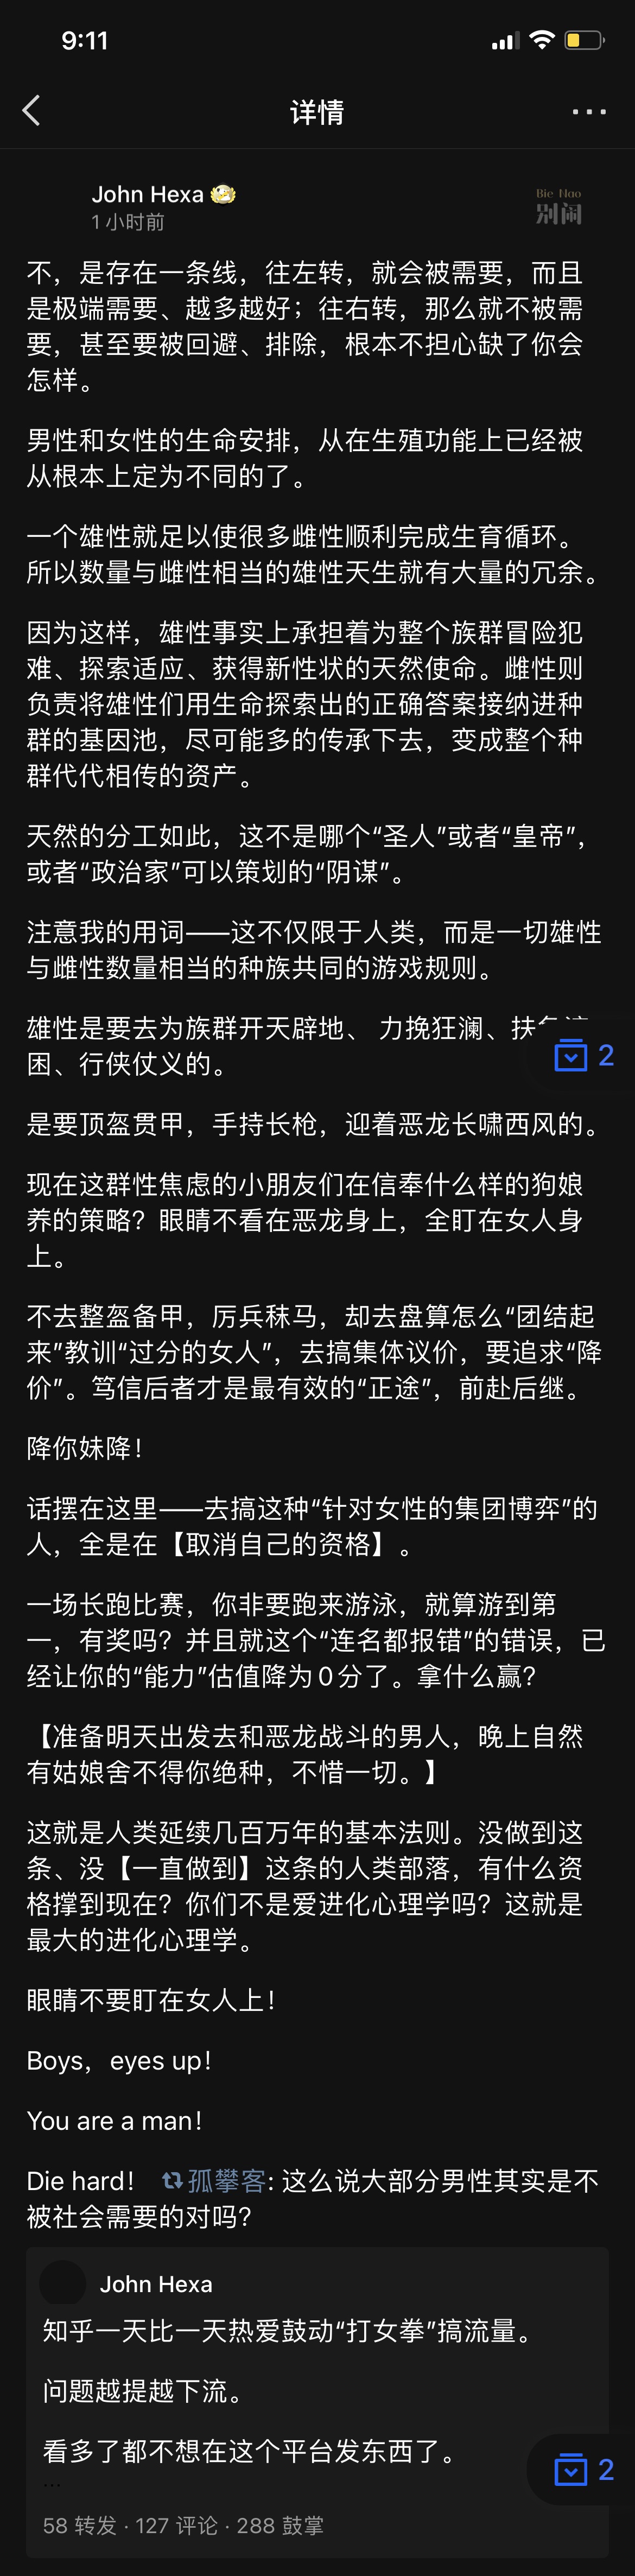 9:11
详情
John Hexa
1 小时前
Bie Nao
别闹
不，是存在一条线，往左转，就会被需要，而且
是极端需要、越多越好；往右转，那么就不被需
要，甚至要被回避、排除，根本不担心缺了你会
怎样。
男性和女性的生命安排，从在生殖功能上已经被
从根本上定为不同的了。
一个雄性就足以使很多雌性顺利完成生育循环。
所以数量与雌性相当的雄性天生就有大量的冗余。
因为这样，雄性事实上承担着为整个族群冒险犯
难、探索适应、获得新性状的天然使命。雌性则
负责将雄性们用生命探索出的正确答案接纳进种
群的基因池，尽可能多的传承下去，变成整个种
群代代相传的资产。
天然的分工如此，这不是哪个“圣人”或者“皇帝”，
或者“政治家”可以策划的“阴谋”。
注意我的用词——这不仅限于人类，而是一切雄性
与雌性数量相当的种族共同的游戏规则。
雄性是要去为族群开天辟地、 力挽狂澜、扶
2
困、行侠仗义的。
是要顶盔贯甲，手持长枪，迎着恶龙长啸西风的。
现在这群性焦虑的小朋友们在信奉什么样的狗娘
养的策略？眼睛不看在恶龙身上，全盯在女人身
上。
不去整盔备甲，厉兵秣马，却去盘算怎么“团结起
来”教训“过分的女人”，去搞集体议价，要追求“降
价”。笃信后者才是最有效的“正途”，前赴后继。
降你妹降！
话摆在这里——去搞这种“针对女性的集团博弈”的
人，全是在【取消自己的资格】。
一场长跑比赛，你非要跑来游泳，就算游到第
一，有奖吗？并且就这个“连名都报错”的错误，已
经让你的“能力”估值降为0分了。拿什么赢？
【准备明天出发去和恶龙战斗的男人，晚上自然
有姑娘舍不得你绝种，不惜一切。】
这就是人类延续几百万年的基本法则。没做到这
条、没【一直做到】这条的人类部落，有什么资
格撑到现在？你们不是爱进化心理学吗？这就是
最大的进化心理学。
眼睛不要盯在女人上！
Boys，eyes up！
You are a man！
Die hard！ 孤攀客: 这么说大部分男性其实是不
被社会需要的对吗？
John Hexa
知乎一天比一天热爱鼓动“打女拳”搞流量。
问题越提越下流。
看多了都不想在这个平台发东西了。
...
2
58 转发 · 127 评论 · 288 鼓掌